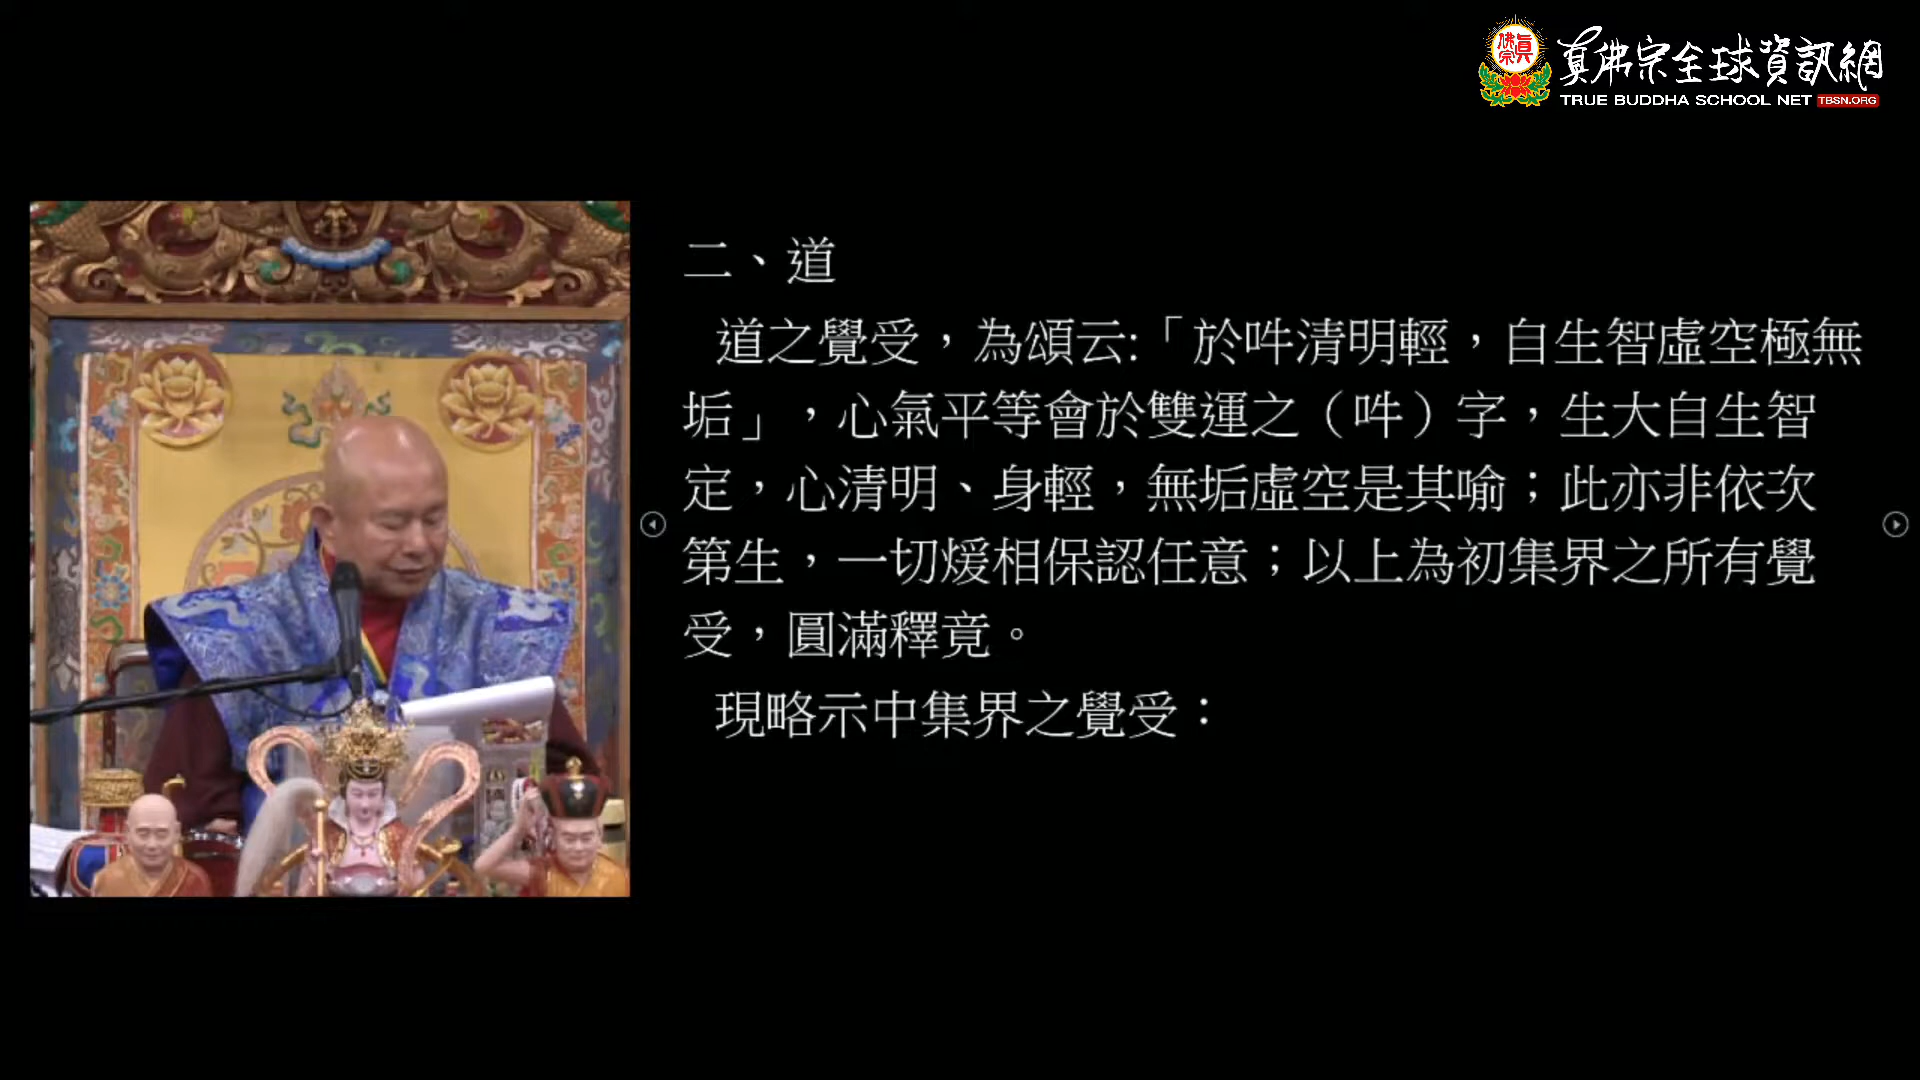 真佛宗
真佛宗全球資訊網
TRUE BUDDHA SCHOOL NET TBSN.ORG
二、道
道之覺受，為頌云:「於吽清明輕，自生智虛空極無
垢」，心氣平等會於雙運之（吽）字，生大自生智
定，心清明、身輕，無垢虛空是其喻；此亦非依次
第生，一切煖相保認任意；以上為初集界之所有覺
受，圓滿釋竟。
現略示中集界之覺受：